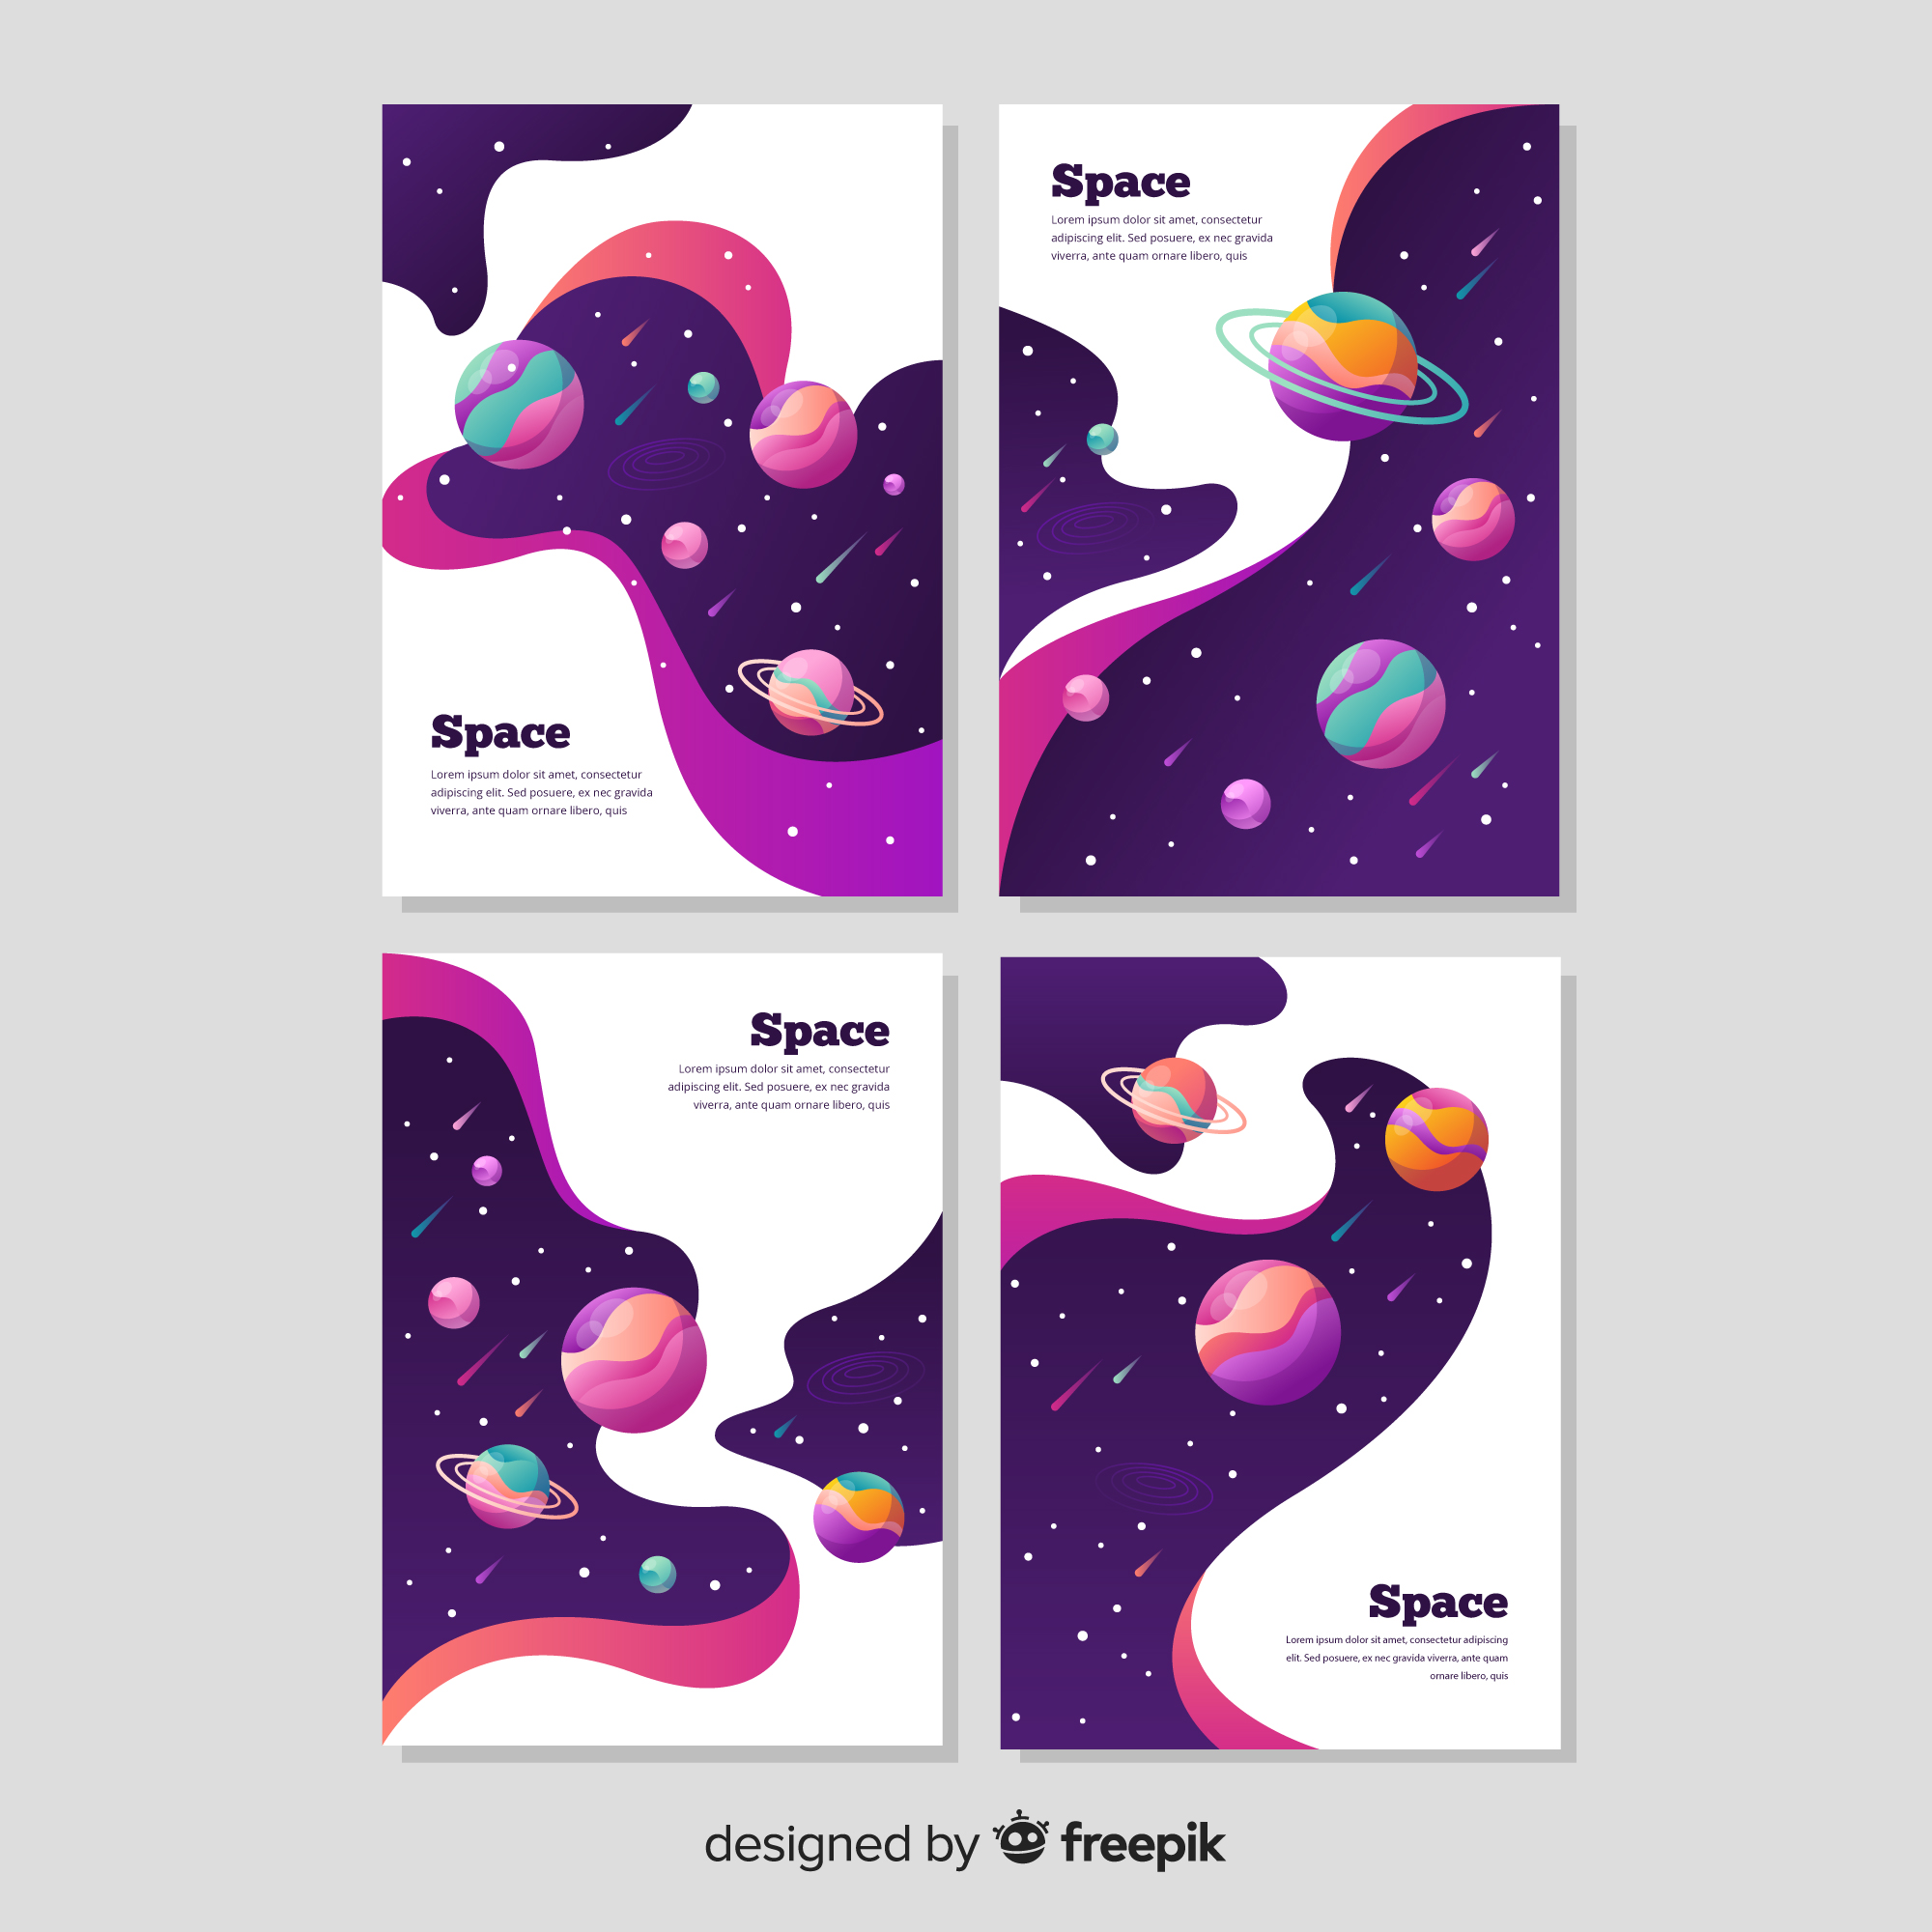 Space
Lorem ipsum dolor sit amet, consectetur
adipiscing elit. Sed posuere, ex nec gravida
viverra, ante quam ornare libero, quis
Space
Lorem ipsum dolor sit amet, consectetur
adipiscing elit. Sed posuere, ex nec gravida
viverra, ante quam ornare libero, quis
Space
Lorem ipsum dolor sit amet, consectetur
adipiscing elit. Sed posuere, ex nec gravida
viverra, ante quam ornare libero, quis
Space
Lorem ipsum dolor sit amet, consectetur adipiscing
elit. Sed posuere, ex nec gravida viverra, ante quam
ornare libero, quis
designed by freepik